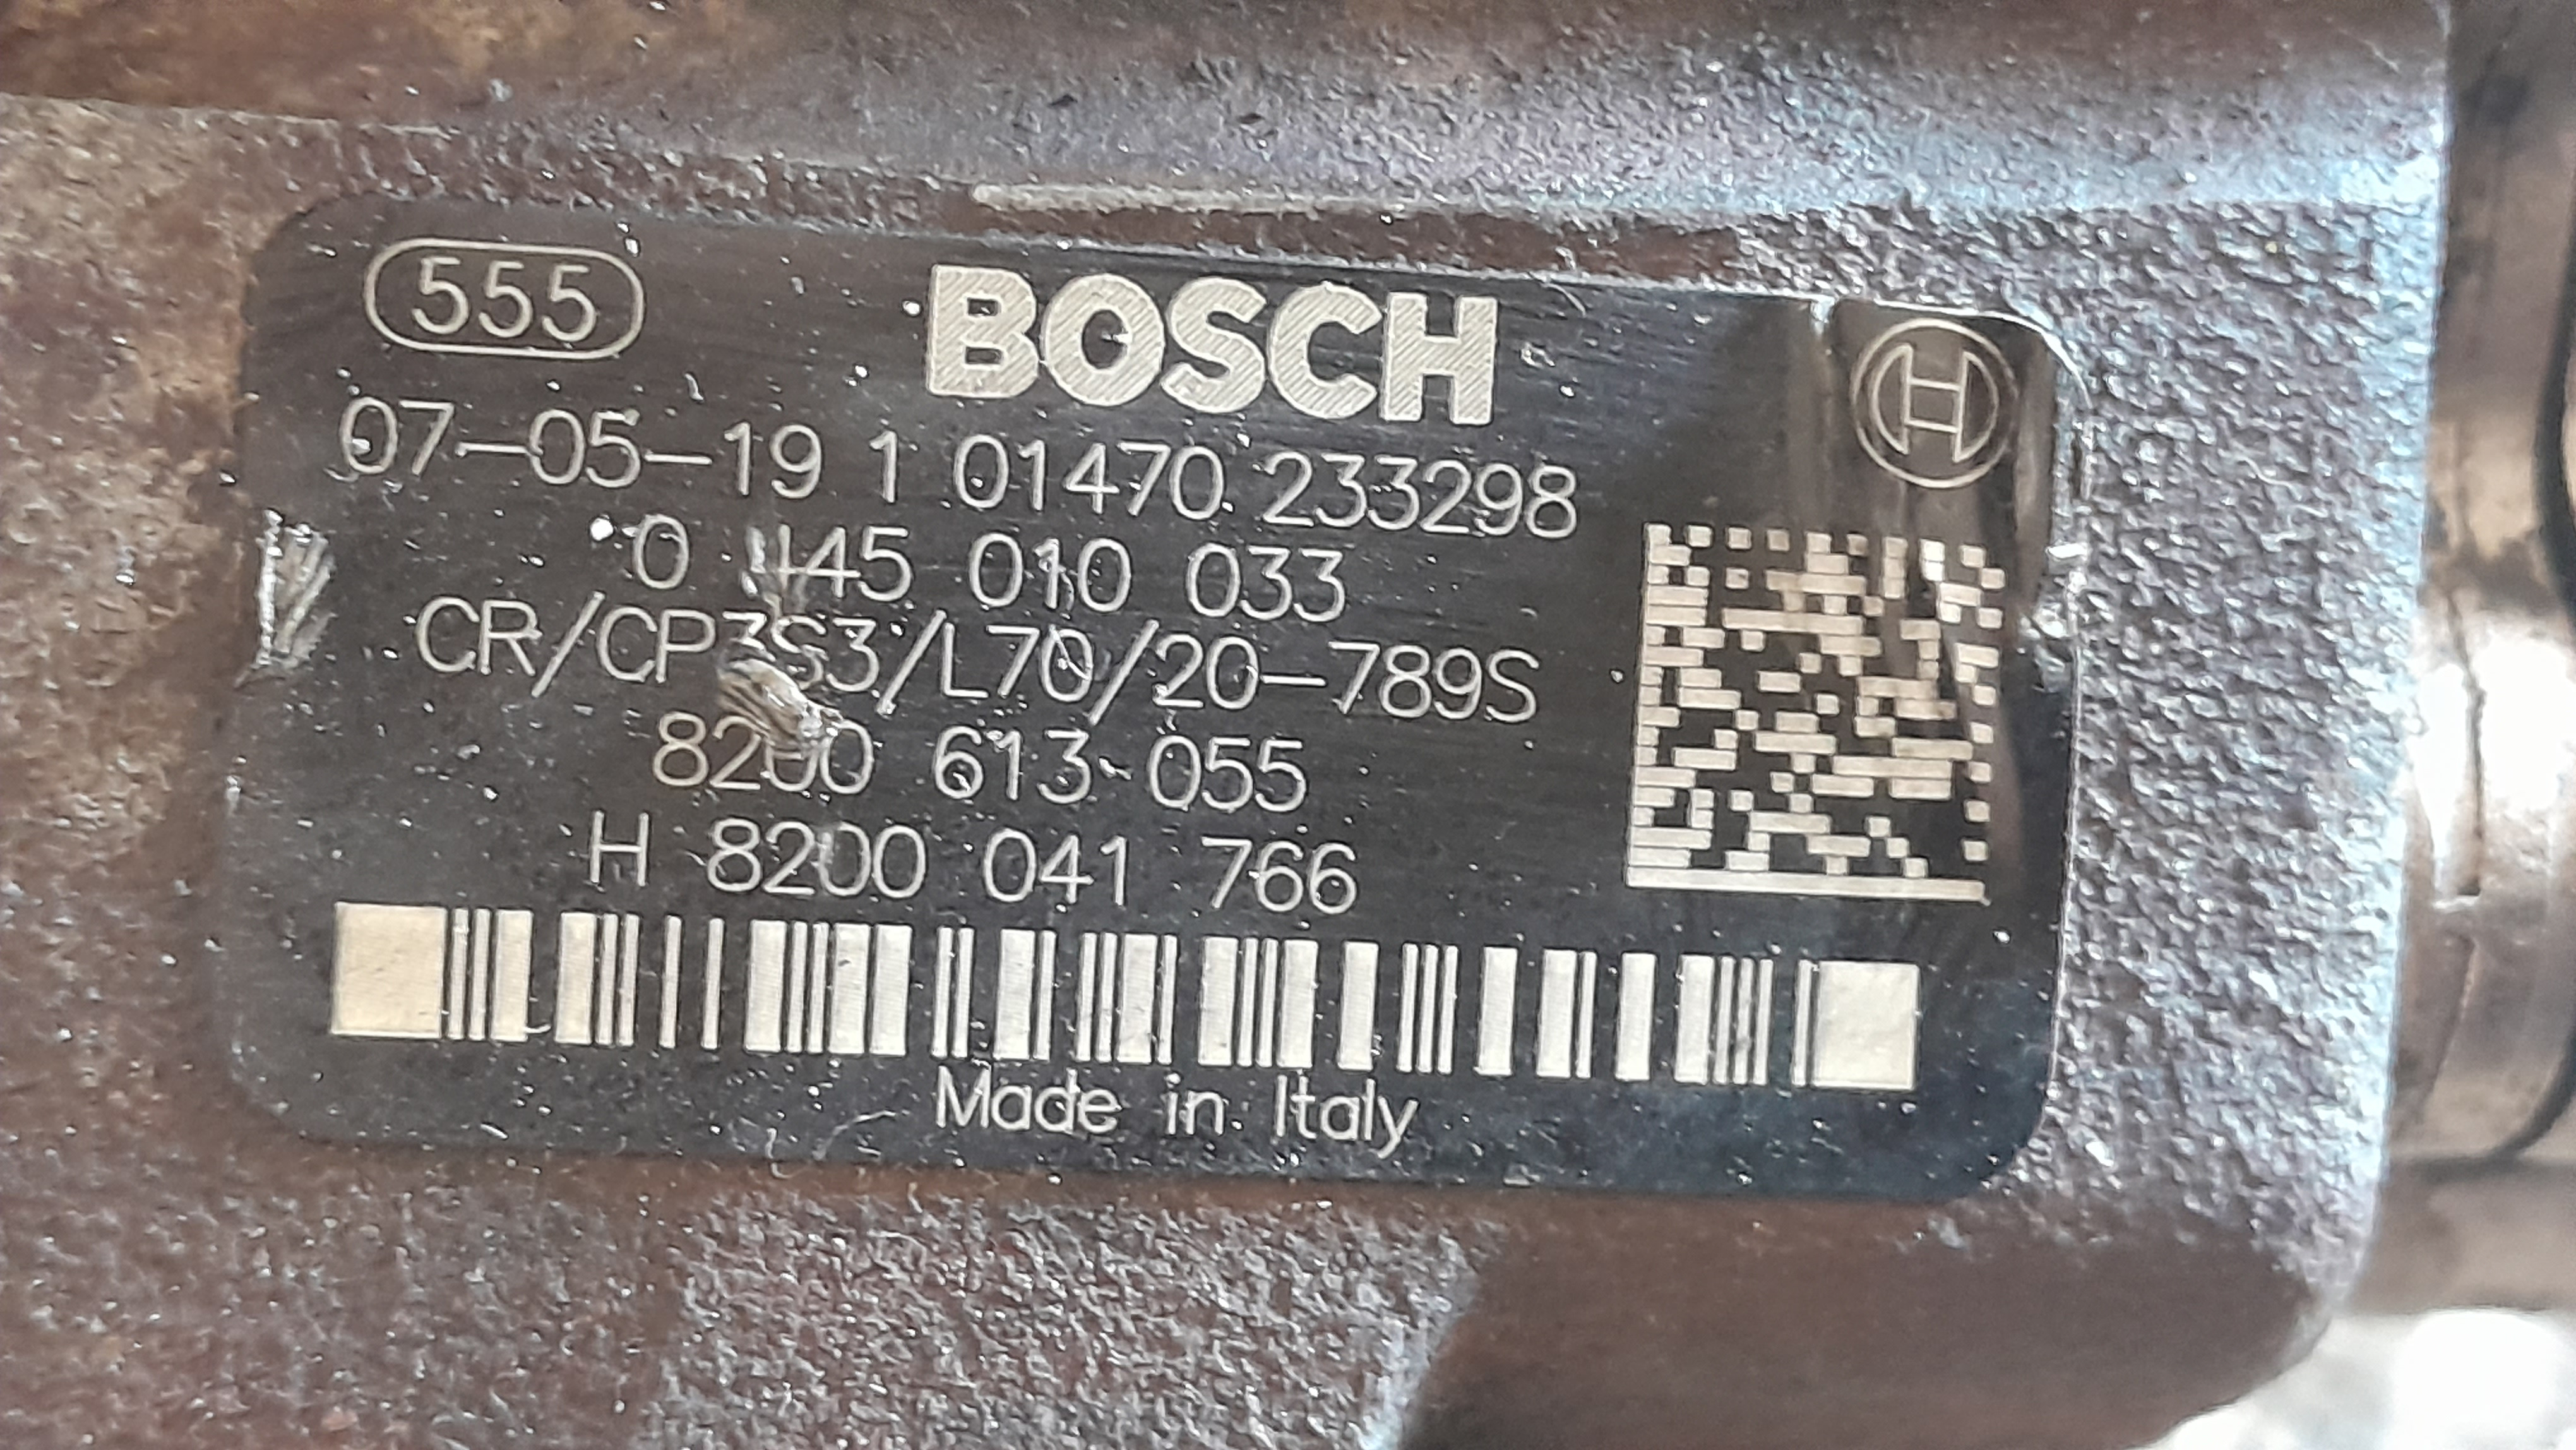 555
BOSCH
07-05-19 1 01470 233298
0 445 010 033
CR/CP3S3/L70/20-789S
8200 613 055
H 8200 041 766
Made in Italy